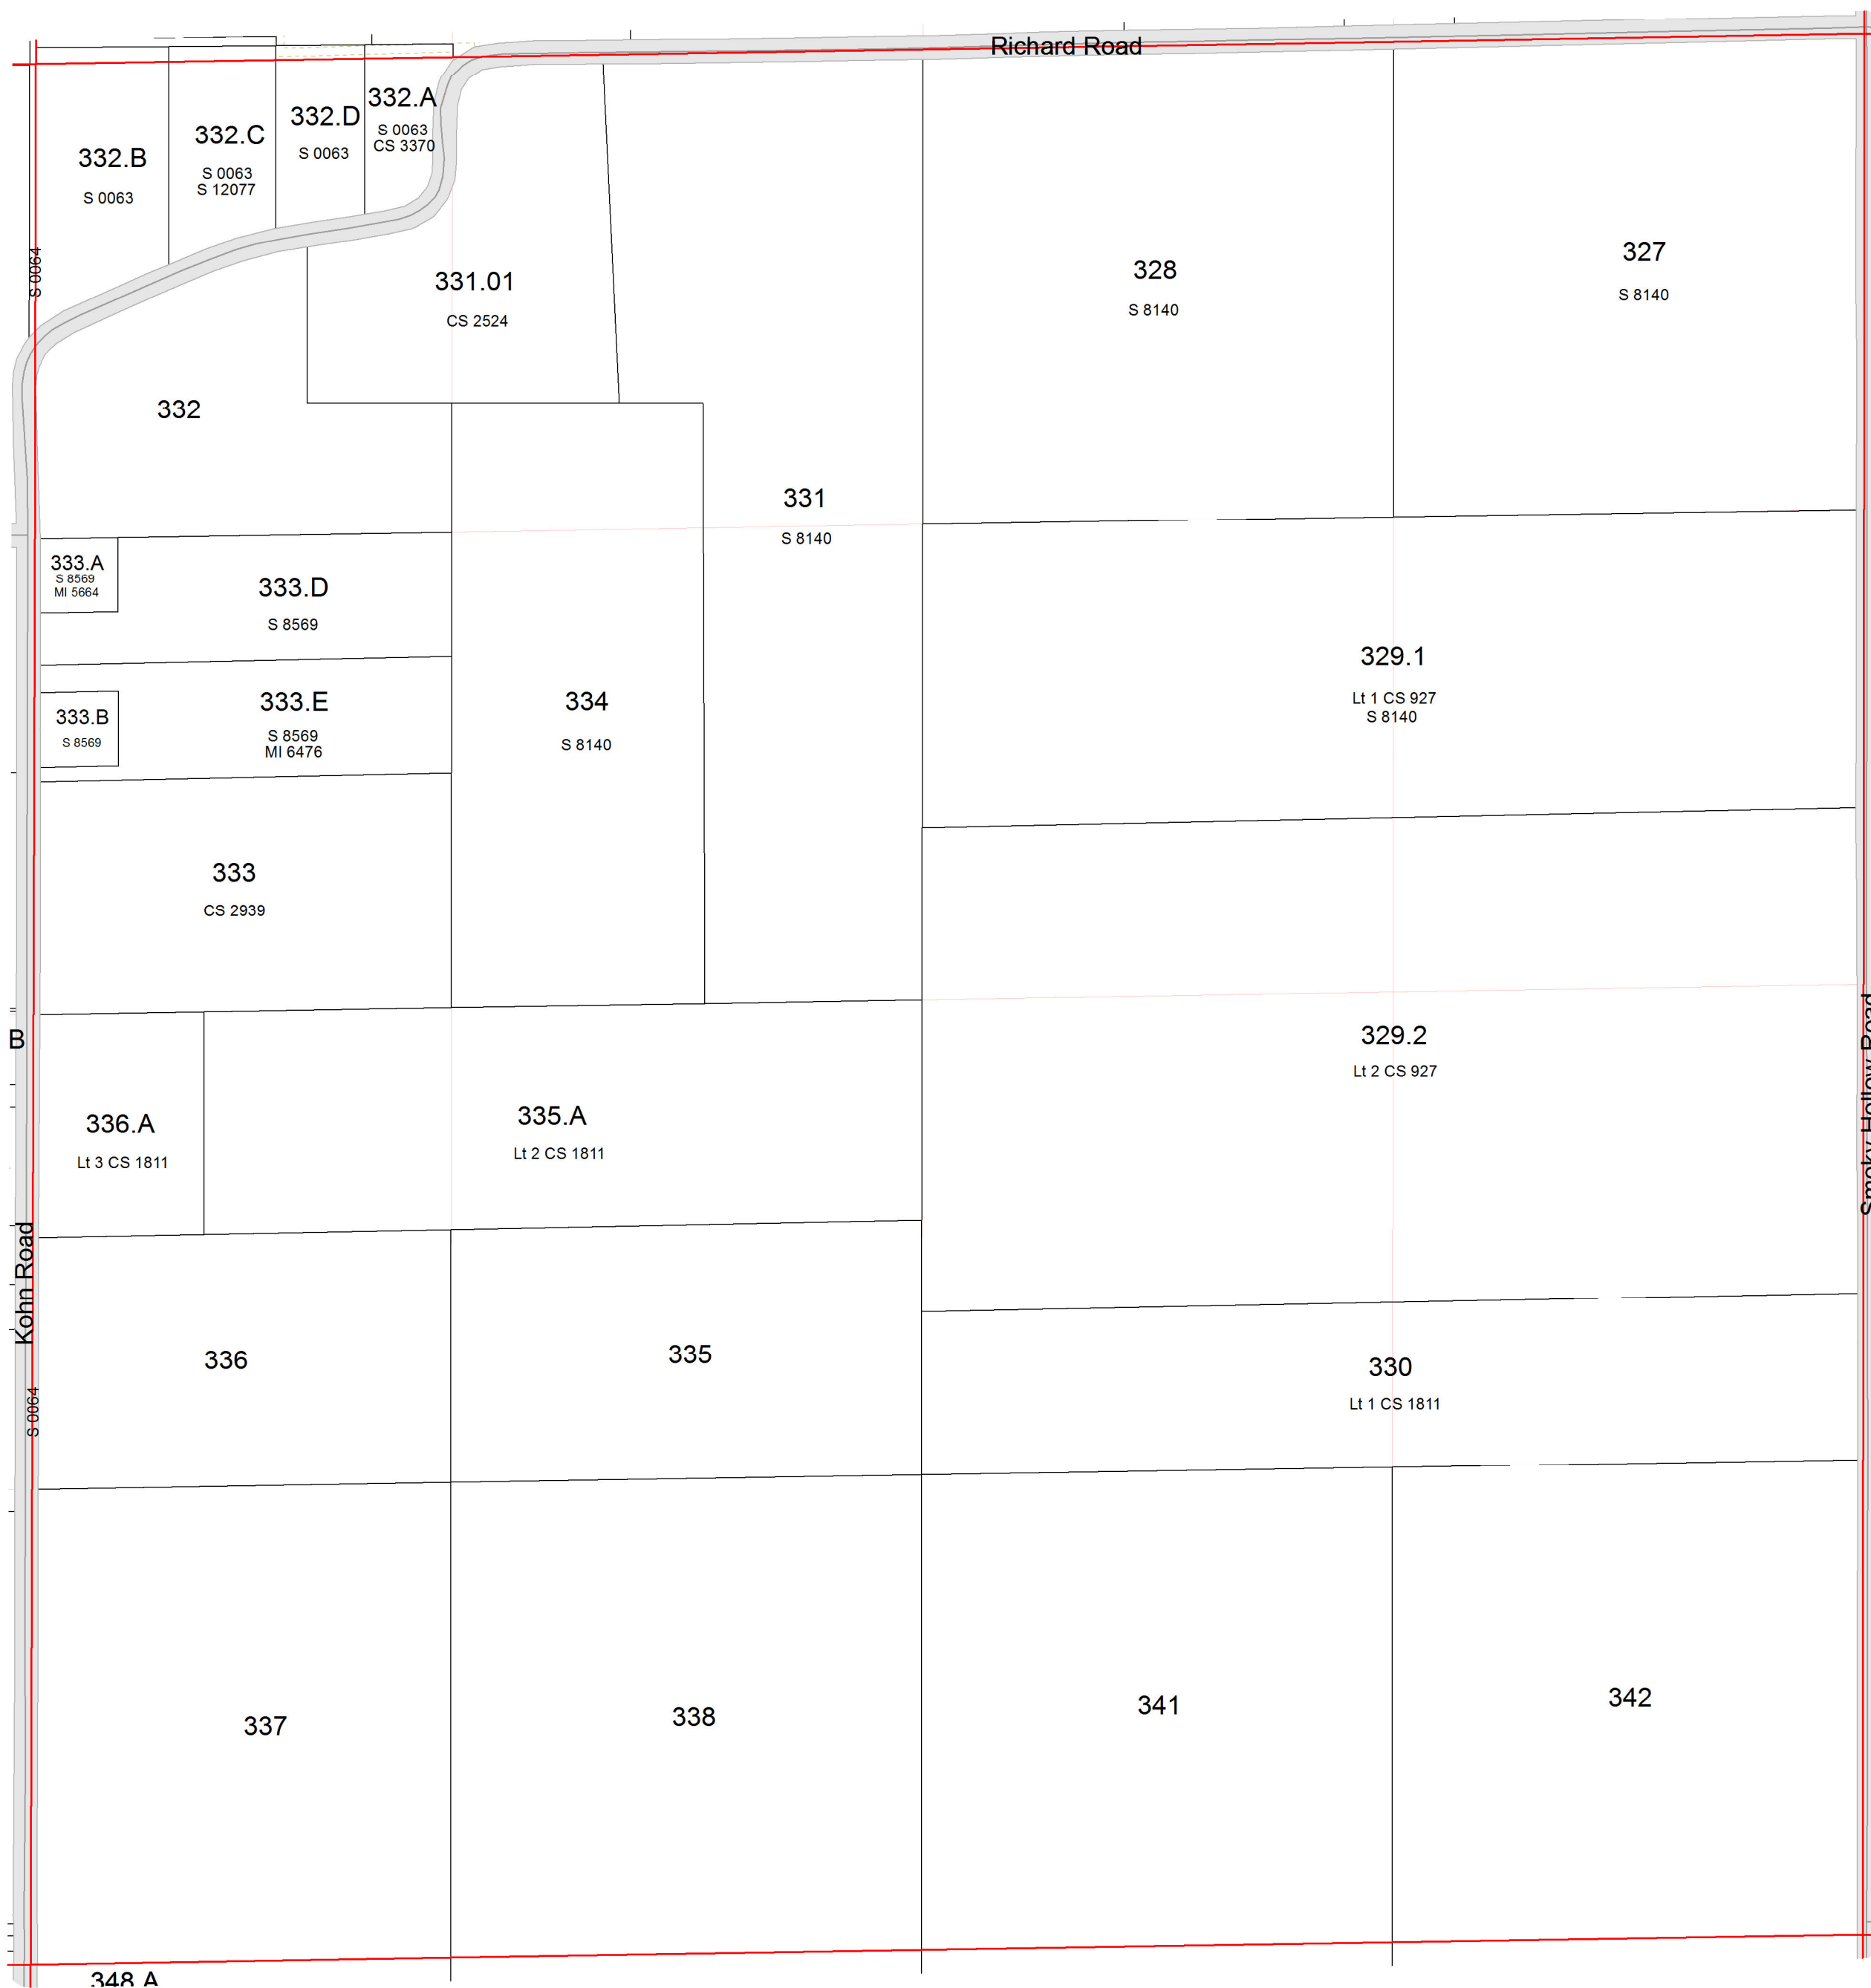 Richard Road
332.A
S 0063
CS 3370
332.D
S 0063
332.C
S 0063
S 12077
332.B
S 0063
S 0064
331.01
CS 2524
328
S 8140
327
S 8140
332
331
S 8140
333.A
S 8569
MI 5664
333.D
S 8569
329.1
Lt 1 CS 927
S 8140
333.B
S 8569
333.E
S 8569
MI 6476
334
S 8140
333
CS 2939
B
329.2
Lt 2 CS 927
Smoky Hollow Road
336.A
Lt 3 CS 1811
335.A
Lt 2 CS 1811
Kohn Road
336
335
330
Lt 1 CS 1811
S 0064
337
338
341
342
348.A